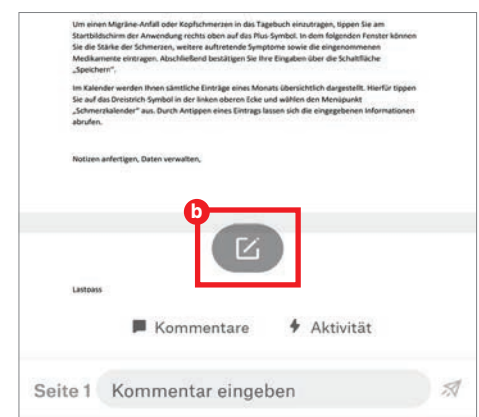 Um einen Migräne-Anfall oder Kopfschmerzen in das Tagebuch einzutragen, tippen Sie am
Startbildschirm der Anwendung rechts oben auf das Plus-Symbol. In dem folgenden Fenster können
Sie die Stärke der Schmerzen, weitere auftretende Symptome sowie die eingenommenen
Medikamente eintragen. Abschließend bestätigen Sie Ihre Eingaben über die Schaltfläche
„Speichern“.
Im Kalender werden Ihnen sämtliche Einträge eines Monats übersichtlich dargestellt. Hierfür tippen
Sie auf das Dreistrich-Symbol in der linken oberen Ecke und wählen den Menüpunkt
„Schmerzkalender“ aus. Durch Antippen eines Eintrags lassen sich die eingegebenen Informationen
abrufen.
Notizen anfertigen, Daten verwalten,
b
Lastpass
Kommentare Aktivität
Seite 1 Kommentar eingeben